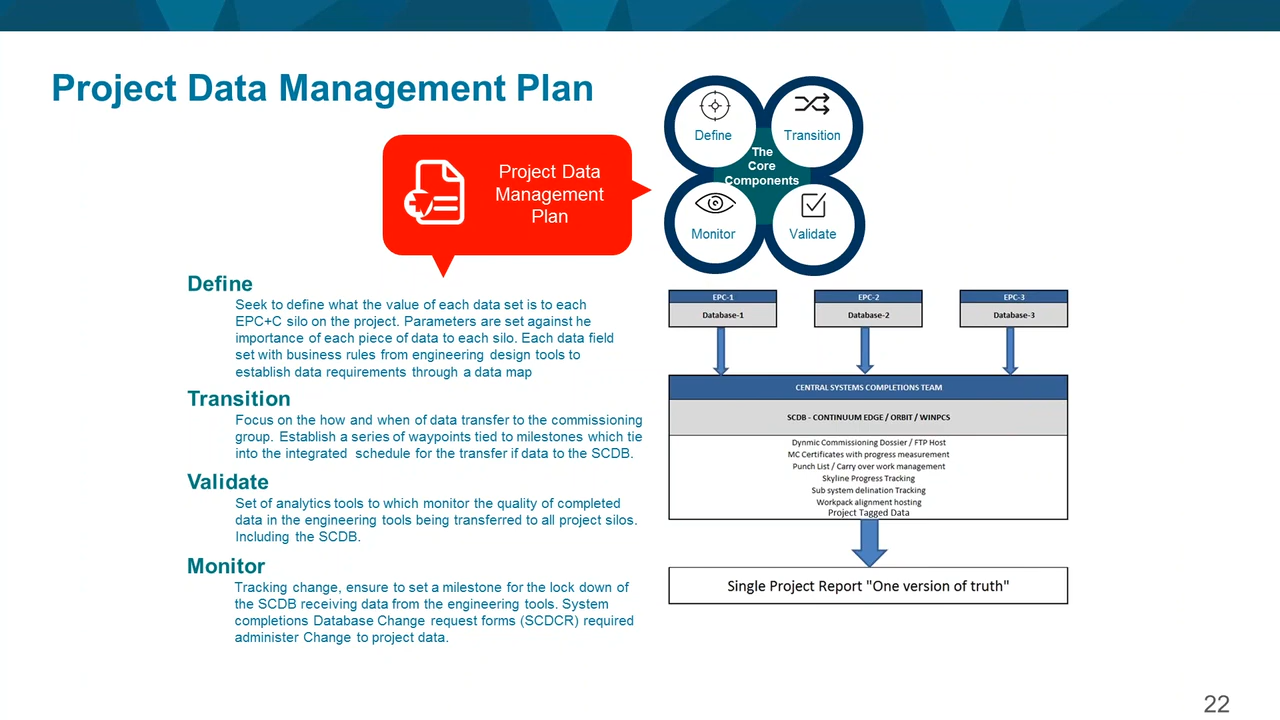 Project Data Management Plan
Project Data
Management
Plan
Define
Transition
The
Core
Components
Monitor
Validate
Define
Seek to define what the value of each data set is to each
EPC+C silo on the project. Parameters are set against he
importance of each piece of data to each silo. Each data field
set with business rules from engineering design tools to
establish data requirements through a data map
Transition
Focus on the how and when of data transfer to the commissioning
group. Establish a series of waypoints tied to milestones which tie
into the integrated schedule for the transfer if data to the SCDB.
Validate
Set of analytics tools to which monitor the quality of completed
data in the engineering tools being transferred to all project silos.
Including the SCDB.
Monitor
Tracking change, ensure to set a milestone for the lock down of
the SCDB receiving data from the engineering tools. System
completions Database Change request forms (SCDCR) required
administer Change to project data.
EPC-1
Database-1
EPC-2
Database-2
EPC-3
Database-3
CENTRAL SYSTEMS COMPLETIONS TEAM
SCDB - CONTINUUM EDGE / ORBIT / WINPCS
Dynmic Commissioning Dossier / FTP Host
MC Certificates with progress measurement
Punch List / Carry over work management
Skyline Progress Tracking
Sub system delination Tracking
Workpack alignment hosting
Project Tagged Data
Single Project Report "One version of truth"
22